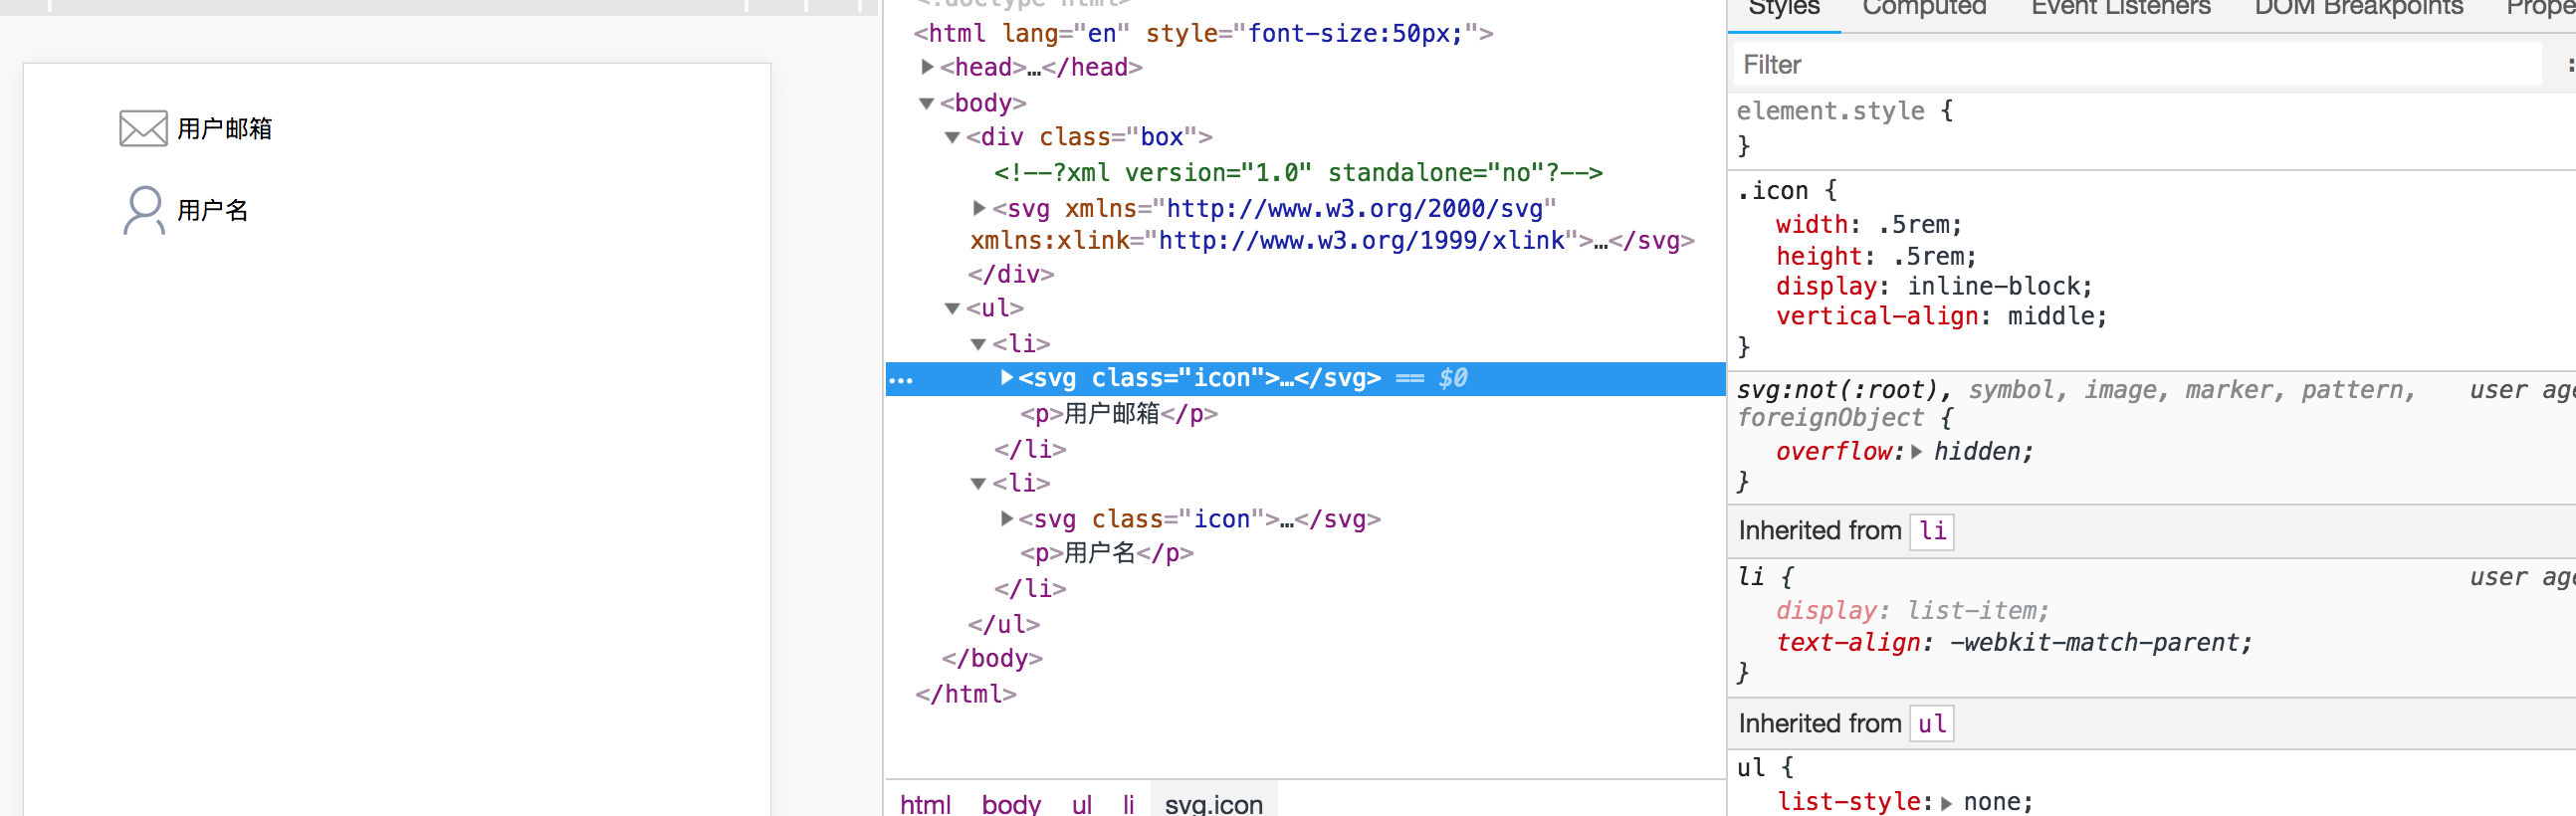 用户邮箱
用户名
<!doctype html>
<html lang="en" style="font-size:50px;">
▶<head>…</head>
▼<body>
▼<div class="box">
<!--?xml version="1.0" standalone="no"?-->
▶<svg xmlns="http://www.w3.org/2000/svg"
xmlns:xlink="http://www.w3.org/1999/xlink">…</svg>
</div>
▼<ul>
▼<li>
…▶<svg class="icon">…</svg> == $0
<p>用户邮箱</p>
</li>
▼<li>
▶<svg class="icon">…</svg>
<p>用户名</p>
</li>
</ul>
</body>
</html>
html body ul li svg.icon
Styles Computed Event Listeners DOM Breakpoints Prope
Filter :
element.style {
}
.icon {
width: .5rem;
height: .5rem;
display: inline-block;
vertical-align: middle;
}
svg:not(:root), symbol, image, marker, pattern, user age
foreignObject {
overflow:▶ hidden;
}
Inherited from li
li { user age
display: list-item;
text-align: -webkit-match-parent;
}
Inherited from ul
ul {
list-style:▶ none;